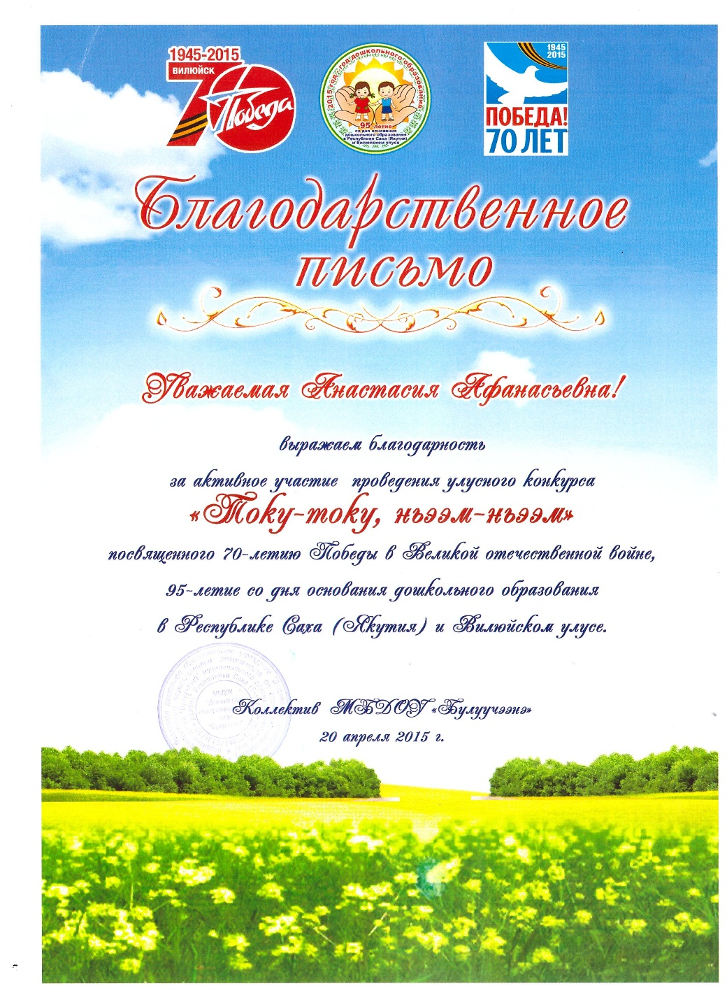 1945-2015
ВИЛЮЙСК
70
Победа
2015 год - год дошкольного образования
95-летие
со дня основания
дошкольного образования
в Республике Саха (Якутия)
и Вилюйском улусе
1945
2015
ПОБЕДА!
70 ЛЕТ
Благодарственное
письмо
Уважаемая Анастасия Афанасьевна!
выражаем благодарность
за активное участие проведения улусного конкурса
«Току-току, ньээм-ньээм»
посвященного 70-летию Победы в Великой отечественной войне,
95-летие со дня основания дошкольного образования
в Республике Саха (Якутия) и Вилюйском улусе.
Коллектив МБДОУ «Булуучээнэ»
20 апреля 2015 г.